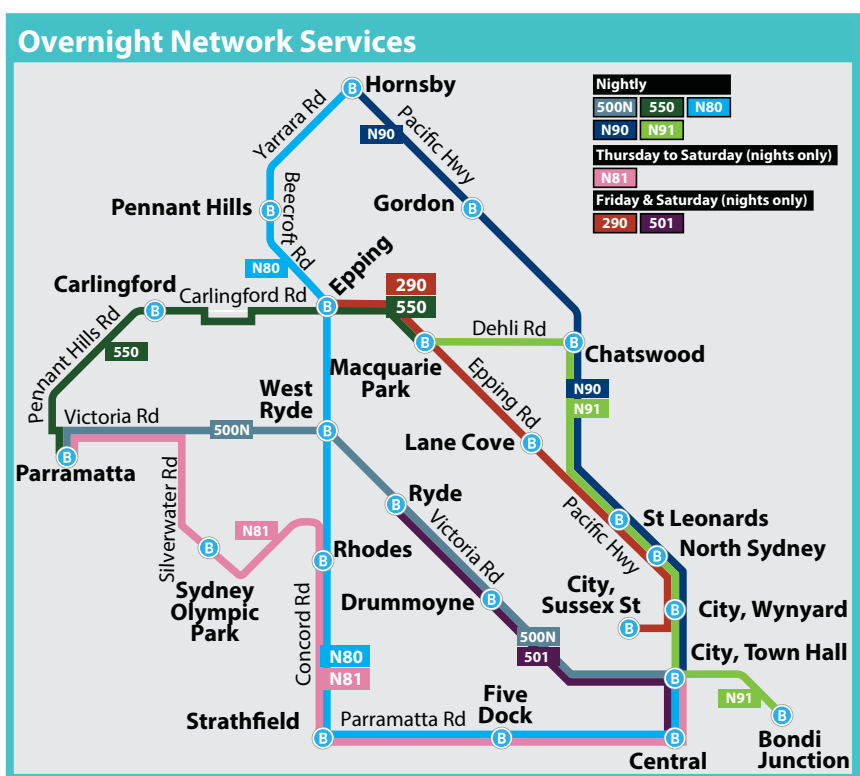 Overnight Network Services
Nightly
500N 550 N80
N90 N91
Thursday to Saturday (nights only)
N81
Friday & Saturday (nights only)
290 501
B Hornsby
Yarrara Rd
N90
Pacific Hwy
Pennant Hills B
Beecroft Rd
Gordon B
N80
Epping
B
290
550
Carlingford
B
Carlingford Rd
Pennant Hills Rd
550
Dehli Rd
B
Macquarie
Park
B
Chatswood
N90
N91
Epping Rd
West
Ryde
B
Victoria Rd
500N
B
Parramatta
Lane Cove B
Silverwater Rd
N81
B
Sydney
Olympic
Park
B
Ryde
Victoria Rd
Pacific Hwy
B St Leonards
B North Sydney
B Rhodes
Concord Rd
Drummoyne B
City,
Sussex St
B
B City, Wynyard
500N
501
City, Town Hall
B
N80
N81
N91
B
Bondi
Junction
Strathfield
B
Parramatta Rd
Five
Dock
B
B
Central